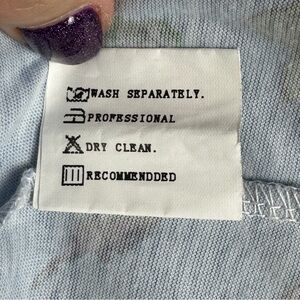 WASH SEPARATELY.
PROFESSIONAL
DRY CLEAN.
RECOMMENDDED